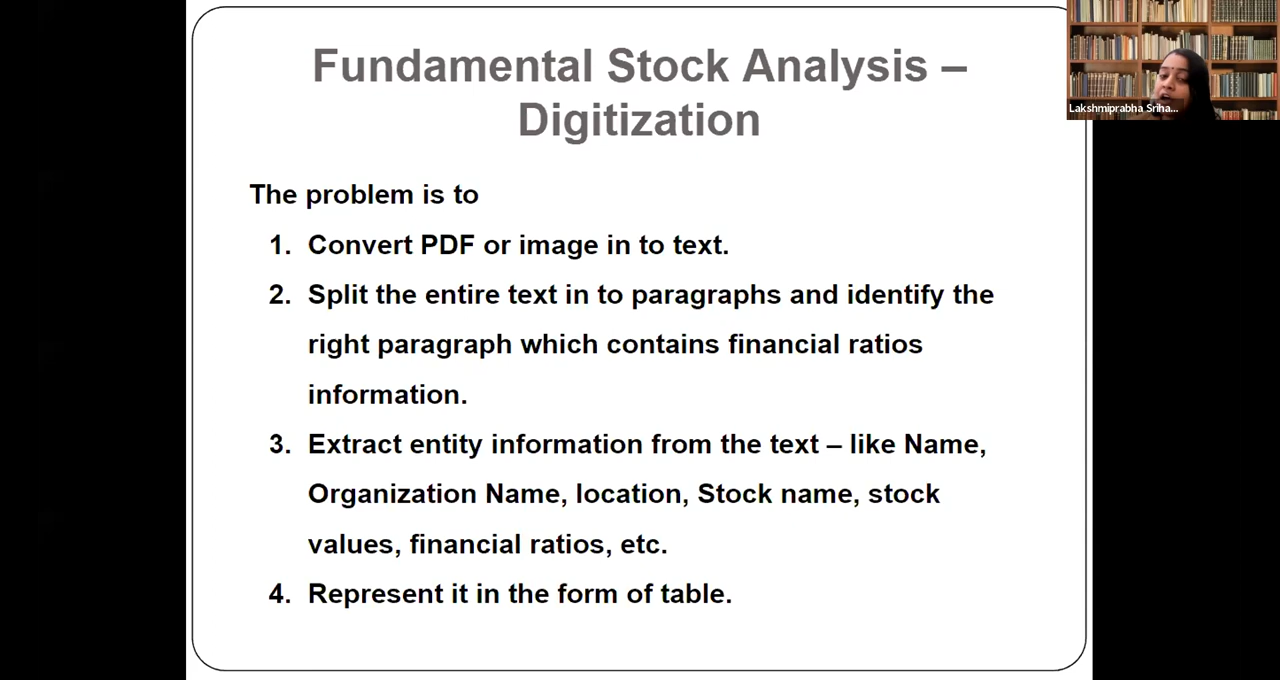 Fundamental Stock Analysis –
Digitization
Lakshmiprabha Sriha...
The problem is to
1. Convert PDF or image in to text.
2. Split the entire text in to paragraphs and identify the
right paragraph which contains financial ratios
information.
3. Extract entity information from the text – like Name,
Organization Name, location, Stock name, stock
values, financial ratios, etc.
4. Represent it in the form of table.